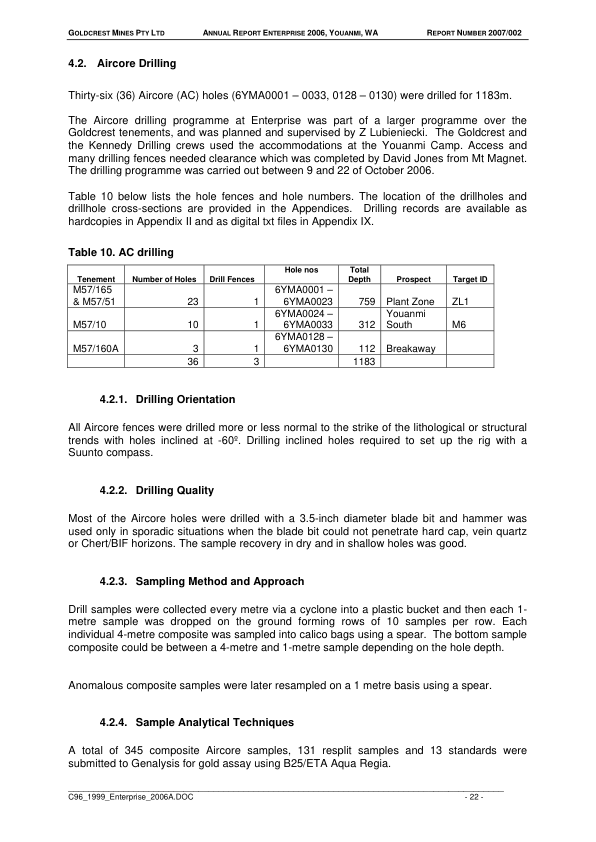 GOLDCREST MINES PTY LTD ANNUAL REPORT ENTERPRISE 2006, YOUANMI, WA REPORT NUMBER 2007/002
4.2. Aircore Drilling
Thirty-six (36) Aircore (AC) holes (6YMA0001 – 0033, 0128 – 0130) were drilled for 1183m.
The Aircore drilling programme at Enterprise was part of a larger programme over the
Goldcrest tenements, and was planned and supervised by Z Lubieniecki. The Goldcrest and
the Kennedy Drilling crews used the accommodations at the Youanmi Camp. Access and
many drilling fences needed clearance which was completed by David Jones from Mt Magnet.
The drilling programme was carried out between 9 and 22 of October 2006.
Table 10 below lists the hole fences and hole numbers. The location of the drillholes and
drillhole cross-sections are provided in the Appendices. Drilling records are available as
hardcopies in Appendix II and as digital txt files in Appendix IX.
Table 10. AC drilling
Tenement Number of Holes Drill Fences Hole nos Total Depth Prospect Target ID
M57/165 & M57/51 23 1 6YMA0001 – 6YMA0023 759 Plant Zone ZL1
M57/10 10 1 6YMA0024 – 6YMA0033 312 Youanmi South M6
M57/160A 3 1 6YMA0128 – 6YMA0130 112 Breakaway
36 3 1183
4.2.1. Drilling Orientation
All Aircore fences were drilled more or less normal to the strike of the lithological or structural
trends with holes inclined at -60º. Drilling inclined holes required to set up the rig with a
Suunto compass.
4.2.2. Drilling Quality
Most of the Aircore holes were drilled with a 3.5-inch diameter blade bit and hammer was
used only in sporadic situations when the blade bit could not penetrate hard cap, vein quartz
or Chert/BIF horizons. The sample recovery in dry and in shallow holes was good.
4.2.3. Sampling Method and Approach
Drill samples were collected every metre via a cyclone into a plastic bucket and then each 1-
metre sample was dropped on the ground forming rows of 10 samples per row. Each
individual 4-metre composite was sampled into calico bags using a spear. The bottom sample
composite could be between a 4-metre and 1-metre sample depending on the hole depth.
Anomalous composite samples were later resampled on a 1 metre basis using a spear.
4.2.4. Sample Analytical Techniques
A total of 345 composite Aircore samples, 131 resplit samples and 13 standards were
submitted to Genalysis for gold assay using B25/ETA Aqua Regia.
C96_1999_Enterprise_2006A.DOC - 22 -